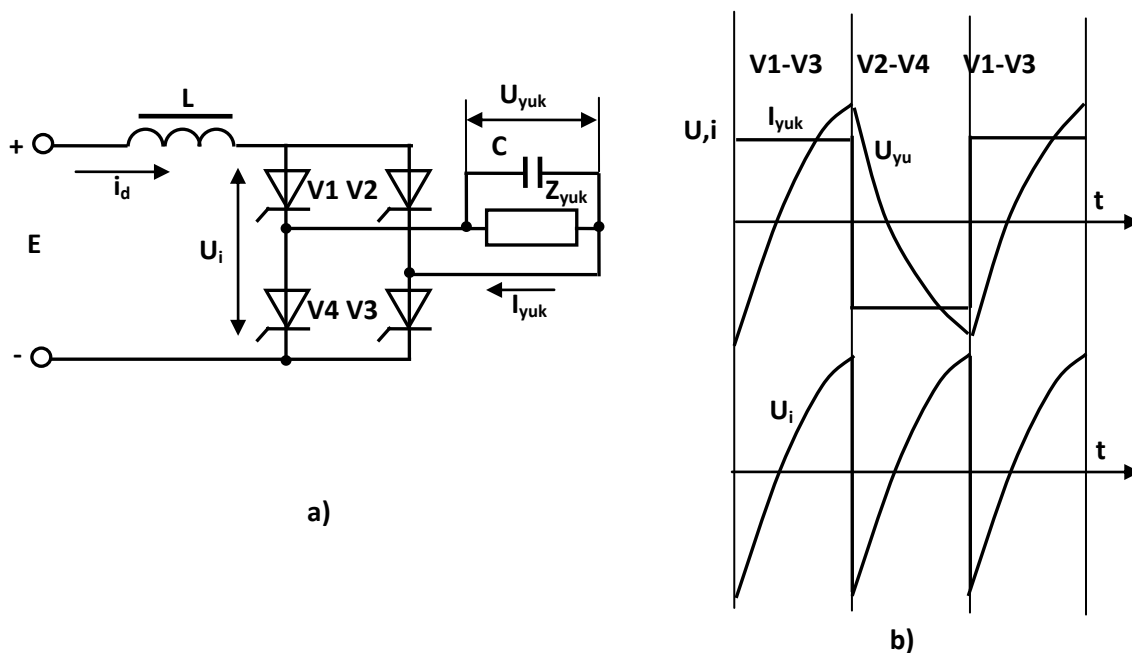 L
+
i_d
E
U_i
-
V1 V2
V4 V3
U_yuk
C
Z_yuk
I_yuk
a)
V1-V3
V2-V4
V1-V3
U,i
I_yuk
U_yu
t
U_i
t
b)